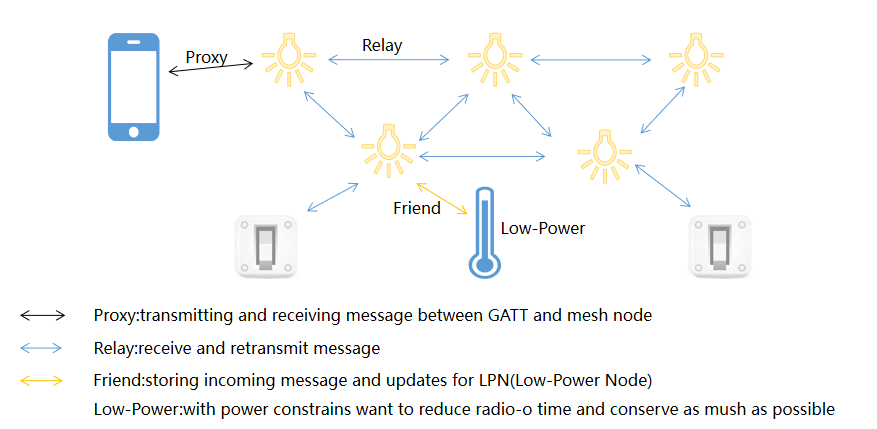 Proxy
Relay
Friend
Low-Power
Proxy:transmitting and receiving message between GATT and mesh node
Relay:receive and retransmit message
Friend:storing incoming message and updates for LPN(Low-Power Node)
Low-Power:with power constrains want to reduce radio-o time and conserve as mush as possible